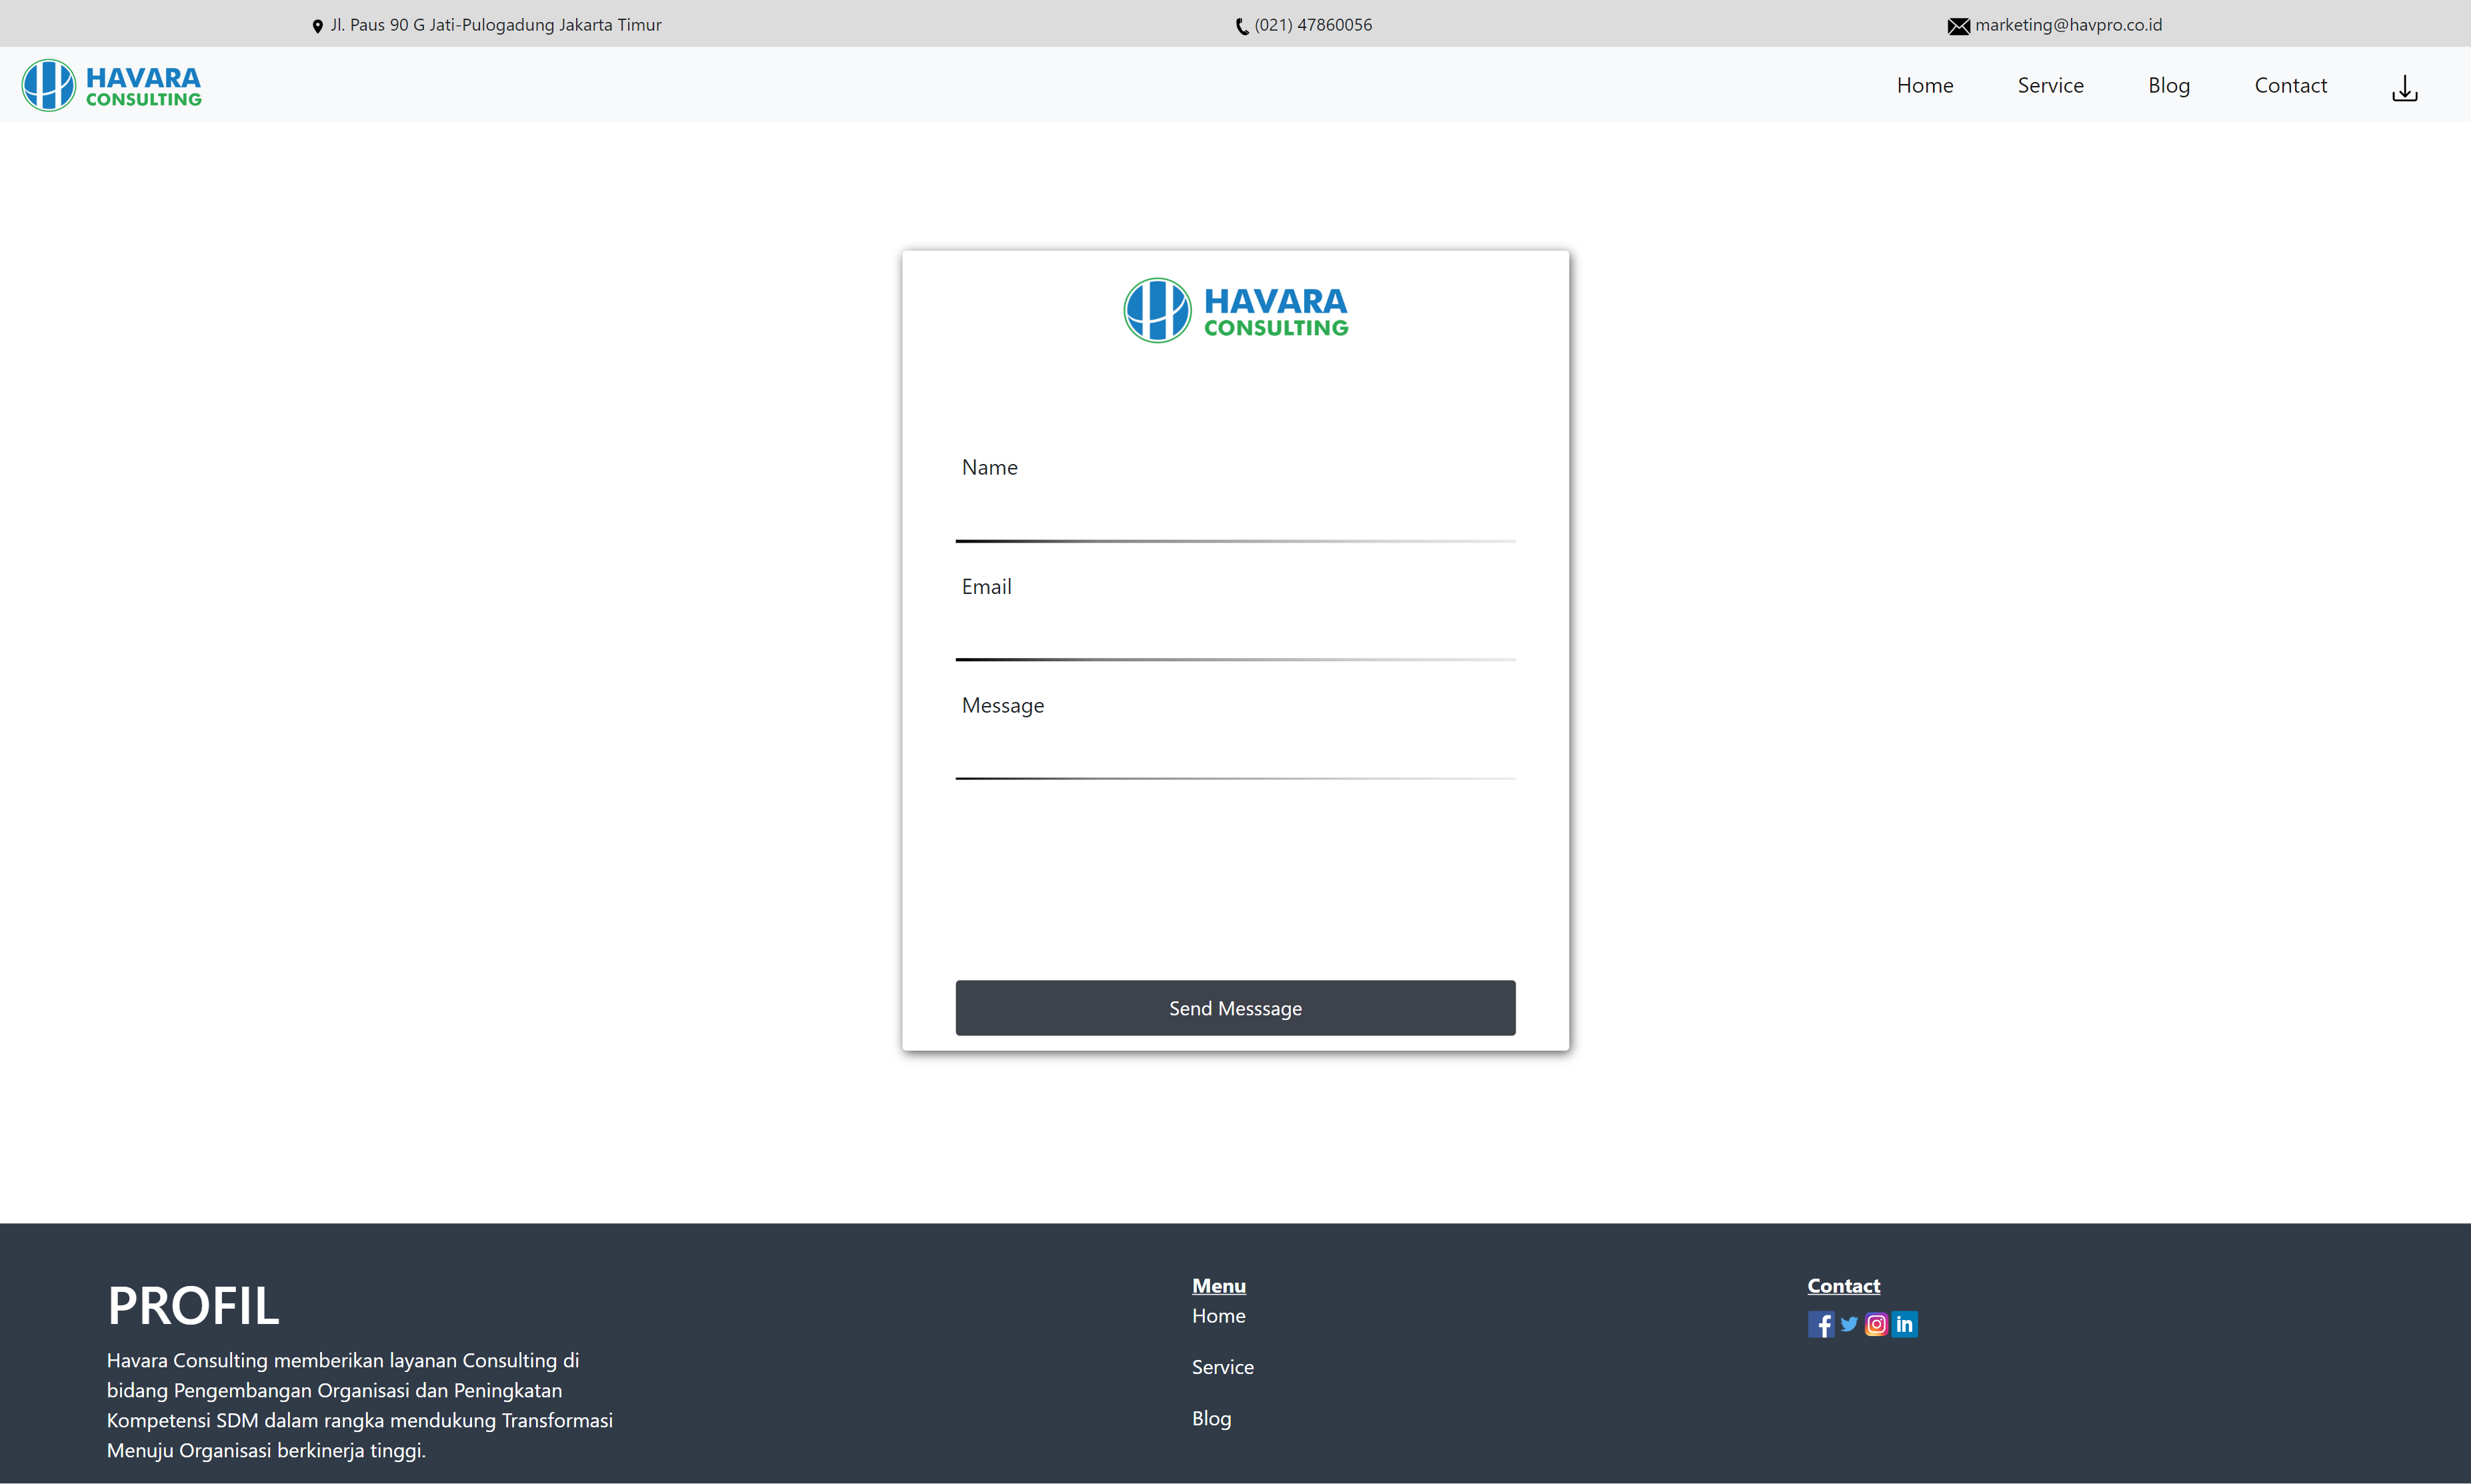 Jl. Paus 90 G Jati-Pulogadung Jakarta Timur
(021) 47860056
marketing@havpro.co.id
HAVARA
CONSULTING
Home
Service
Blog
Contact
HAVARA
CONSULTING
Name
Email
Message
Send Messsage
PROFIL
Havara Consulting memberikan layanan Consulting di
bidang Pengembangan Organisasi dan Peningkatan
Kompetensi SDM dalam rangka mendukung Transformasi
Menuju Organisasi berkinerja tinggi.
Menu
Home
Service
Blog
Contact